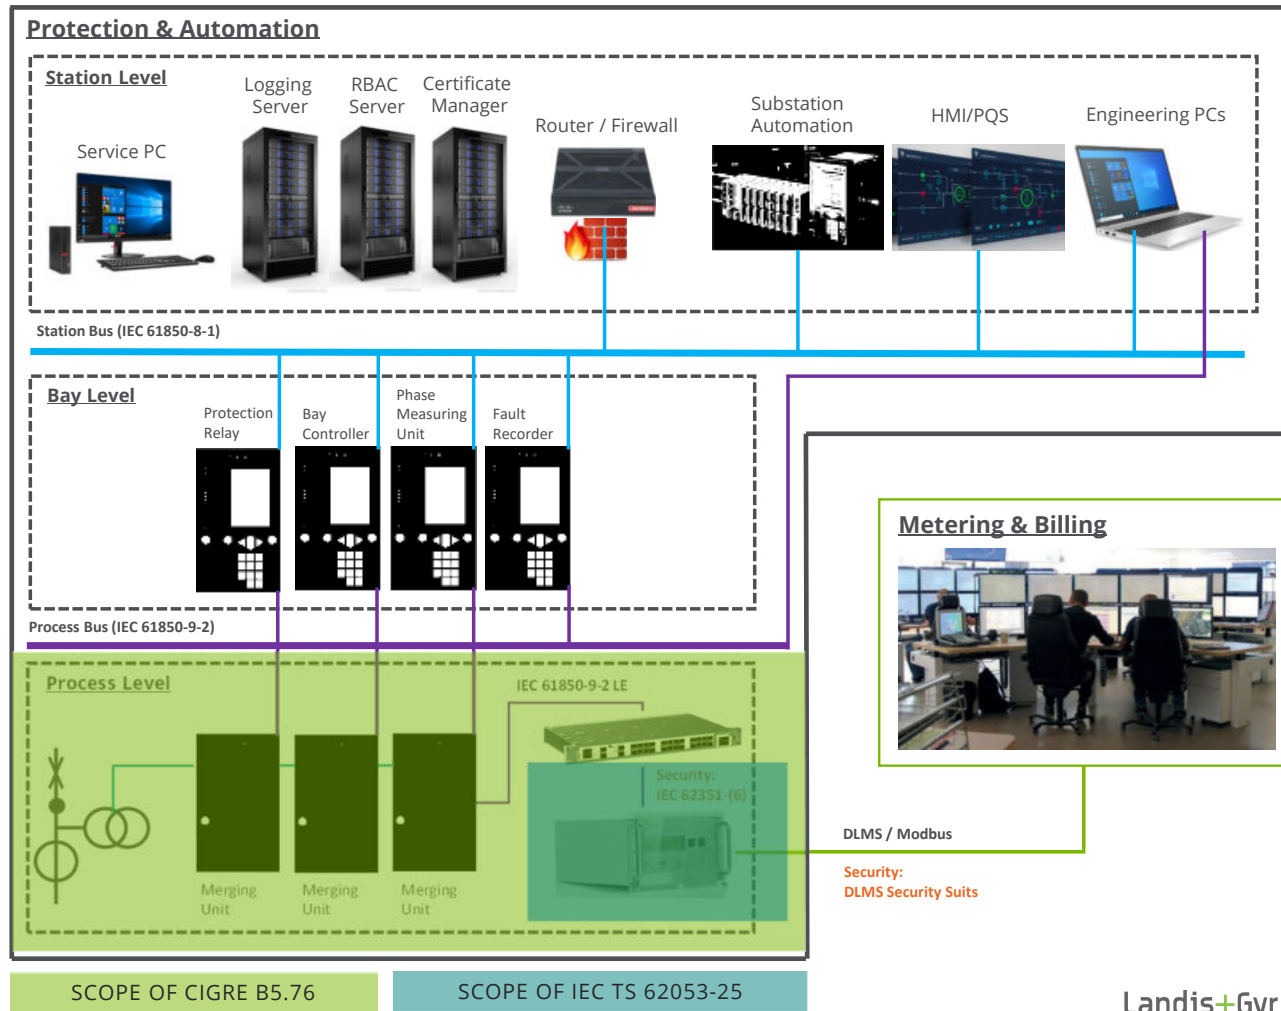 Protection & Automation
Station Level
Logging
Server
RBAC
Server
Certificate
Manager
Service PC
Router / Firewall
Substation
Automation
HMI/PQS
Engineering PCs
Station Bus (IEC 61850-8-1)
Bay Level
Protection
Relay
Bay
Controller
Phase
Measuring
Unit
Fault
Recorder
Metering & Billing
Process Bus (IEC 61850-9-2)
Process Level
IEC 61850-9-2 LE
Security:
IEC 62351-(6)
Merging
Unit
Merging
Unit
Merging
Unit
DLMS / Modbus
Security:
DLMS Security Suits
SCOPE OF CIGRE B5.76
SCOPE OF IEC TS 62053-25
Landis+Gyr